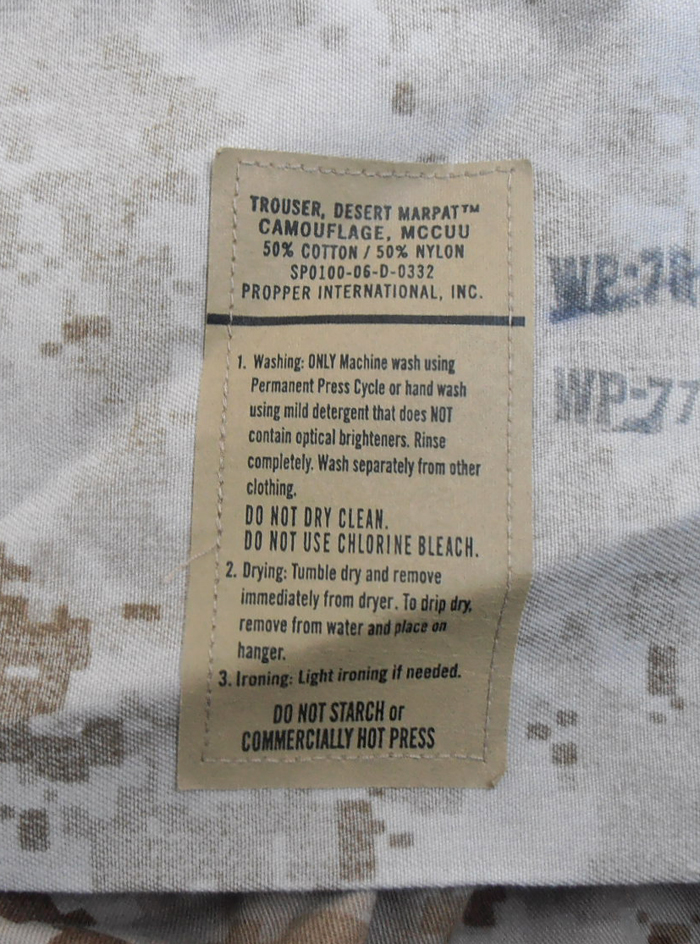 TROUSER, DESERT MARPAT™
CAMOUFLAGE, MCCUU
50% COTTON / 50% NYLON
SP0100-06-D-0332
PROPPER INTERNATIONAL, INC.
1. Washing: ONLY Machine wash using
Permanent Press Cycle or hand wash
using mild detergent that does NOT
contain optical brighteners. Rinse
completely. Wash separately from other
clothing.
DO NOT DRY CLEAN.
DO NOT USE CHLORINE BLEACH.
2. Drying: Tumble dry and remove
immediately from dryer. To drip dry,
remove from water and place on
hanger.
3. Ironing: Light ironing if needed.
DO NOT STARCH or
COMMERCIALLY HOT PRESS
WP-77